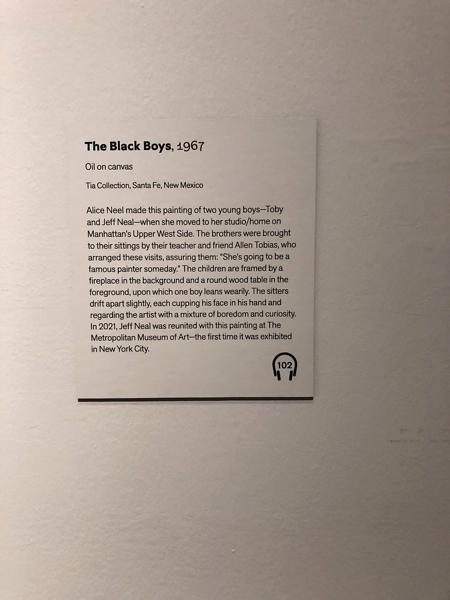 The Black Boys, 1967
Oil on canvas
Tia Collection, Santa Fe, New Mexico
Alice Neel made this painting of two young boys—Toby
and Jeff Neal—when she moved to her studio/home on
Manhattan's Upper West Side. The brothers were brought
to their sittings by their teacher and friend Allen Tobias, who
arranged these visits, assuring them: "She's going to be a
famous painter someday." The children are framed by a
fireplace in the background and a round wood table in the
foreground, upon which one boy leans wearily. The sitters
drift apart slightly, each cupping his face in his hand and
regarding the artist with a mixture of boredom and curiosity.
In 2021, Jeff Neal was reunited with this painting at The
Metropolitan Museum of Art—the first time it was exhibited
in New York City.
102